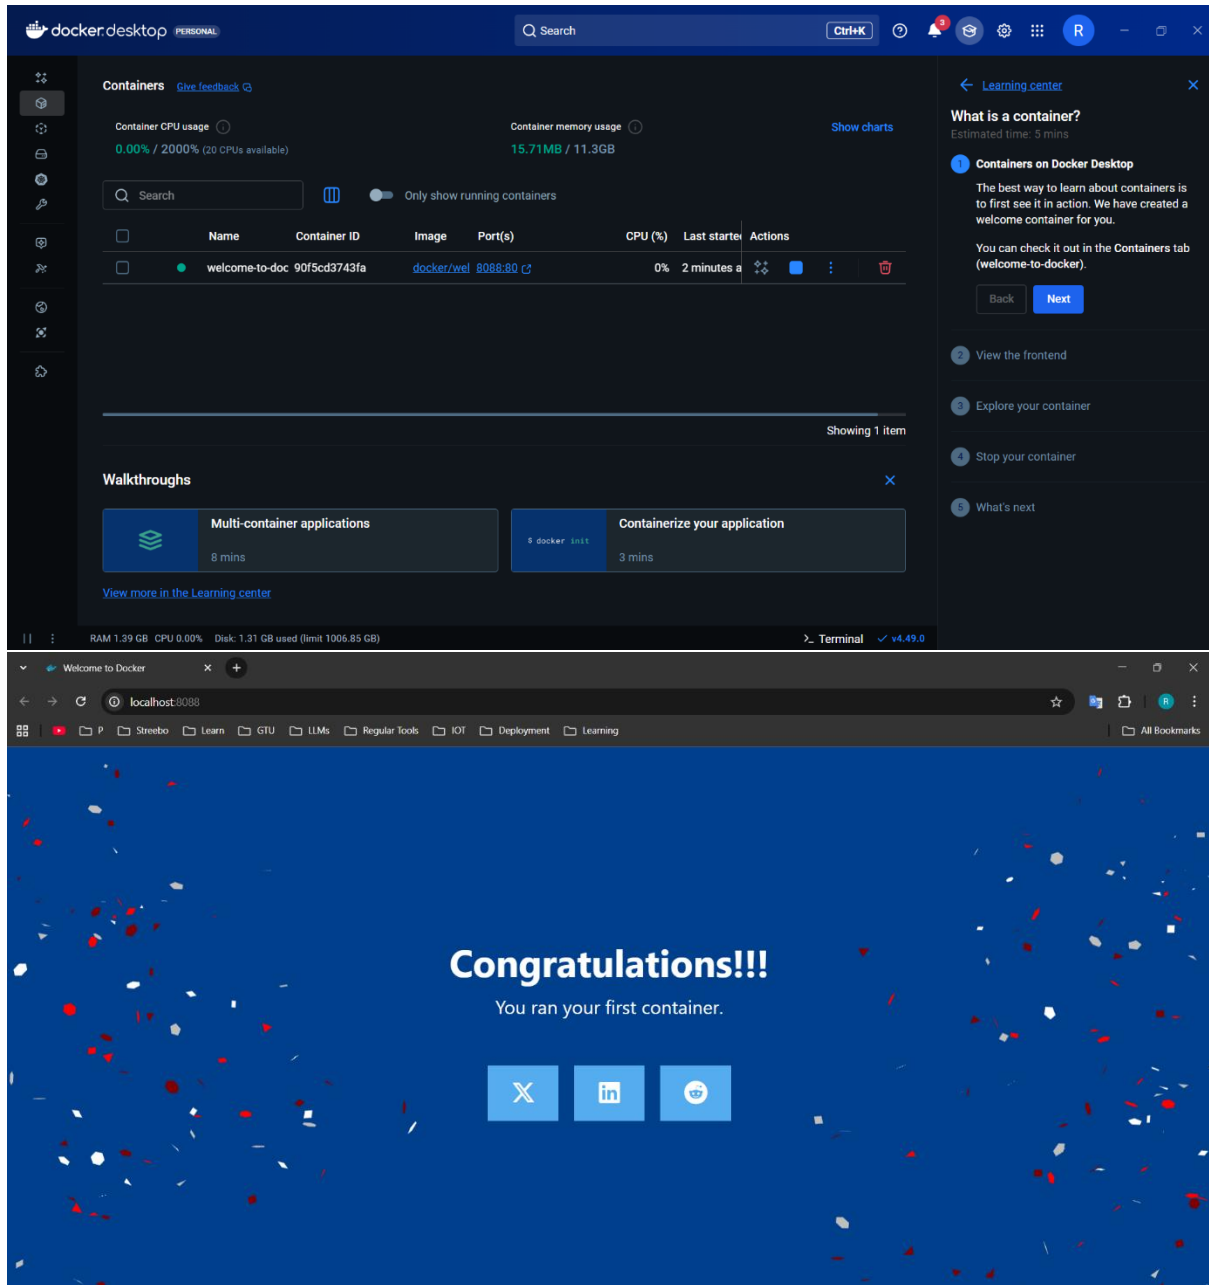 docker.desktop PERSONAL Search Ctrl+K 3 R
Containers Give feedback
Container CPU usage
0.00% / 2000% (20 CPUs available)
Container memory usage
15.71MB / 11.3GB
Show charts
Search
Only show running containers
Name Container ID Image Port(s) CPU (%) Last started Actions
welcome-to-doc 90f5cd3743fa docker/wel 8088:80 0% 2 minutes a
Showing 1 item
Walkthroughs
Multi-container applications
8 mins
$ docker init
Containerize your application
3 mins
View more in the Learning center
Learning center
What is a container?
Estimated time: 5 mins
1 Containers on Docker Desktop
The best way to learn about containers is
to first see it in action. We have created a
welcome container for you.
You can check it out in the Containers tab
(welcome-to-docker).
Back Next
2 View the frontend
3 Explore your container
4 Stop your container
5 What's next
RAM 1.39 GB CPU 0.00% Disk: 1.31 GB used (limit 1006.85 GB) Terminal v4.49.0
Welcome to Docker
localhost:8088 R
P Streebo Learn GTU LLMs Regular Tools IOT Deployment Learning All Bookmarks
Congratulations!!!
You ran your first container.
X in